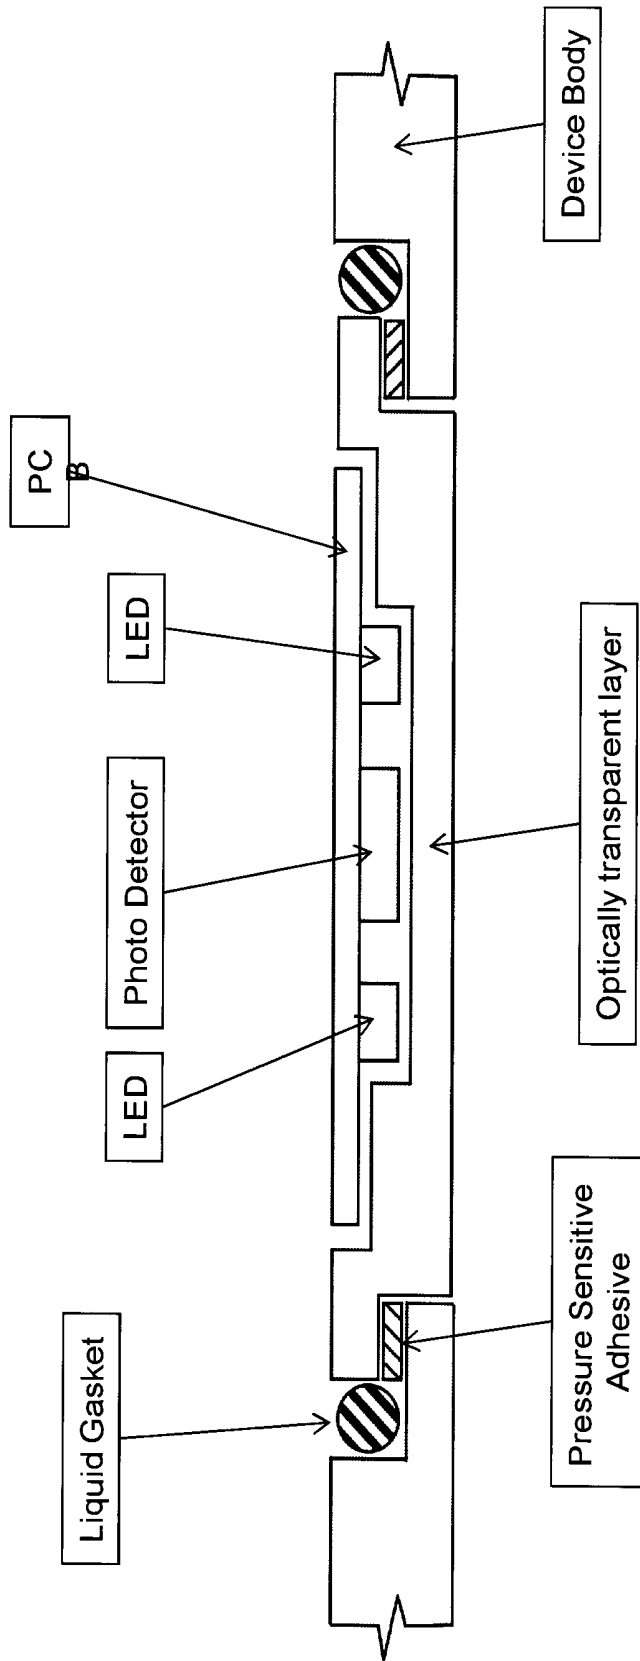 Liquid Gasket
LED
Photo Detector
LED
PC
B
Pressure Sensitive
Adhesive
Optically transparent layer
Device Body